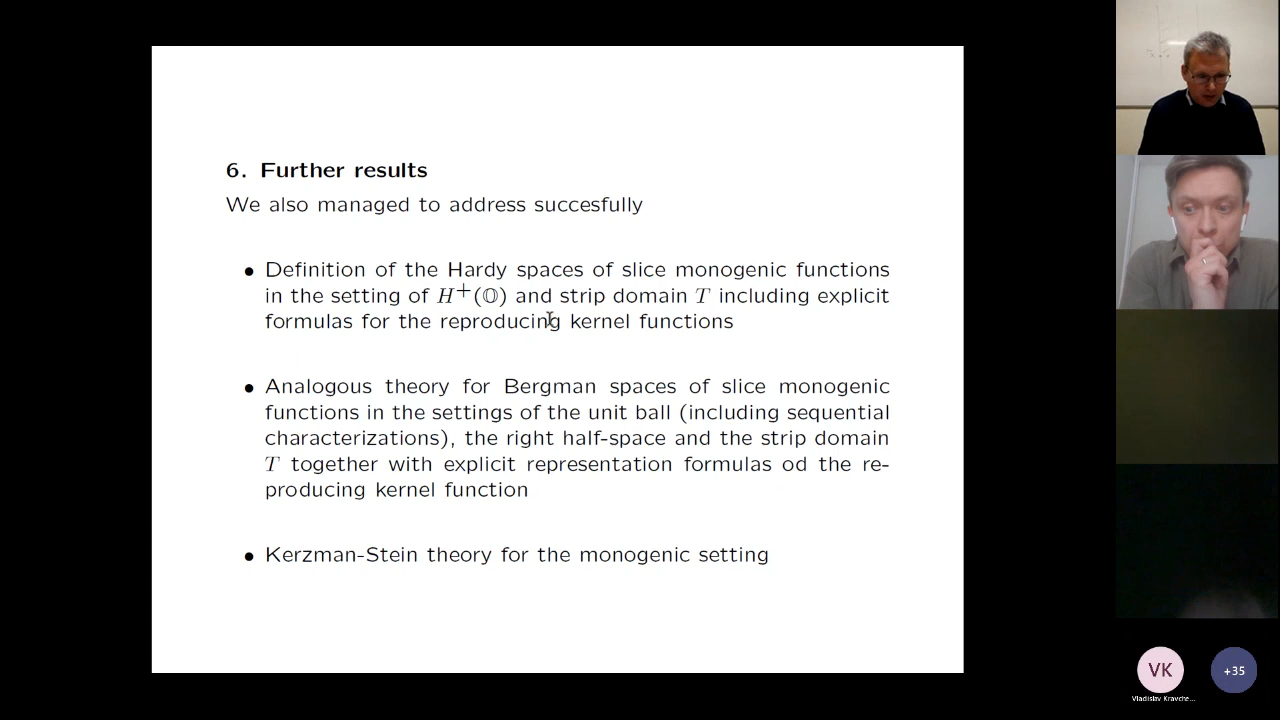 6. Further results
We also managed to address succesfully
• Definition of the Hardy spaces of slice monogenic functions
in the setting of H⁺(𝕆) and strip domain T including explicit
formulas for the reproducing kernel functions
• Analogous theory for Bergman spaces of slice monogenic
functions in the settings of the unit ball (including sequential
characterizations), the right half-space and the strip domain
T together with explicit representation formulas od the re-
producing kernel function
• Kerzman-Stein theory for the monogenic setting
VK
+35
Vladislav Kravche...